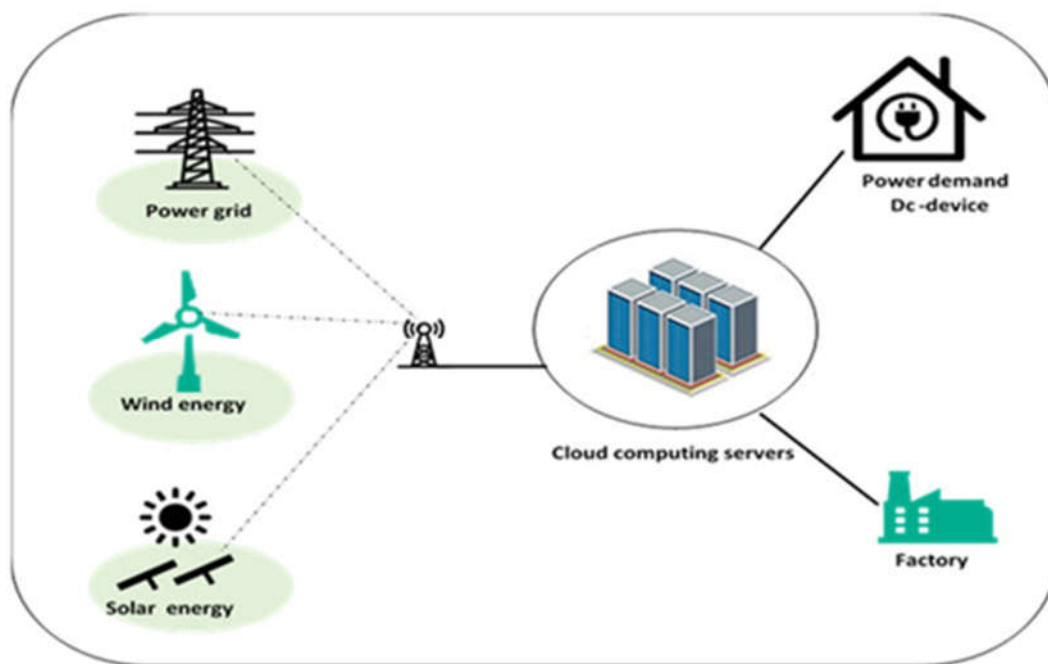 Power grid
Wind energy
Solar energy
Cloud computing servers
Power demand
Dc -device
Factory